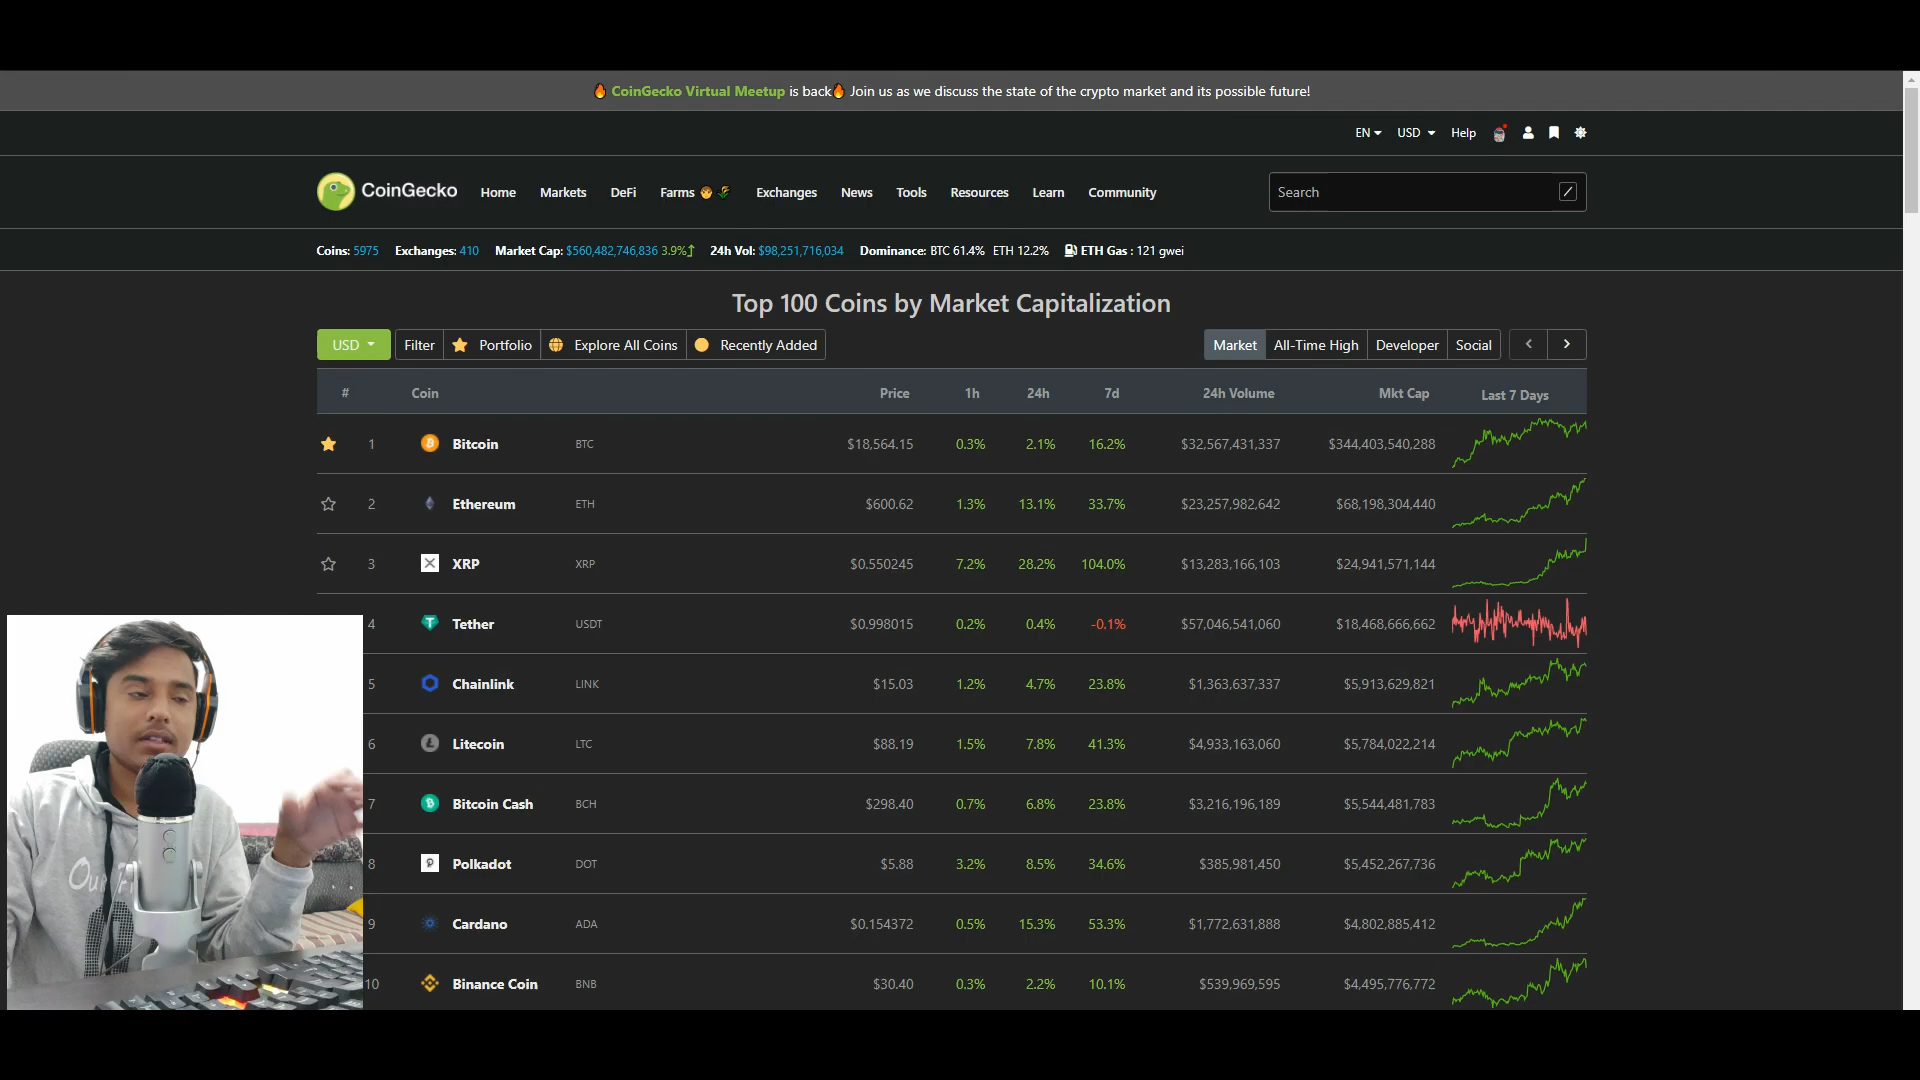 🔥 CoinGecko Virtual Meetup is back🔥 Join us as we discuss the state of the crypto market and its possible future!
EN USD Help
CoinGecko Home Markets DeFi Farms Exchanges News Tools Resources Learn Community Search /
Coins: 5975 Exchanges: 410 Market Cap: $560,482,746,836 3.9% 24h Vol: $98,251,716,034 Dominance: BTC 61.4% ETH 12.2% ETH Gas : 121 gwei
Top 100 Coins by Market Capitalization
USD Filter Portfolio Explore All Coins Recently Added Market All-Time High Developer Social
# Coin Price 1h 24h 7d 24h Volume Mkt Cap Last 7 Days
1 Bitcoin BTC $18,564.15 0.3% 2.1% 16.2% $32,567,431,337 $344,403,540,288
2 Ethereum ETH $600.62 1.3% 13.1% 33.7% $23,257,982,642 $68,198,304,440
3 XRP XRP $0.550245 7.2% 28.2% 104.0% $13,283,166,103 $24,941,571,144
4 Tether USDT $0.998015 0.2% 0.4% -0.1% $57,046,541,060 $18,468,666,662
5 Chainlink LINK $15.03 1.2% 4.7% 23.8% $1,363,637,337 $5,913,629,821
6 Litecoin LTC $88.19 1.5% 7.8% 41.3% $4,933,163,060 $5,784,022,214
7 Bitcoin Cash BCH $298.40 0.7% 6.8% 23.8% $3,216,196,189 $5,544,481,783
8 Polkadot DOT $5.88 3.2% 8.5% 34.6% $385,981,450 $5,452,267,736
9 Cardano ADA $0.154372 0.5% 15.3% 53.3% $1,772,631,888 $4,802,885,412
10 Binance Coin BNB $30.40 0.3% 2.2% 10.1% $539,969,595 $4,495,776,772